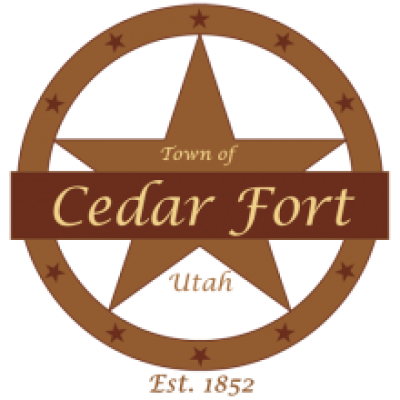 Town of
Cedar Fort
Utah
Est. 1852